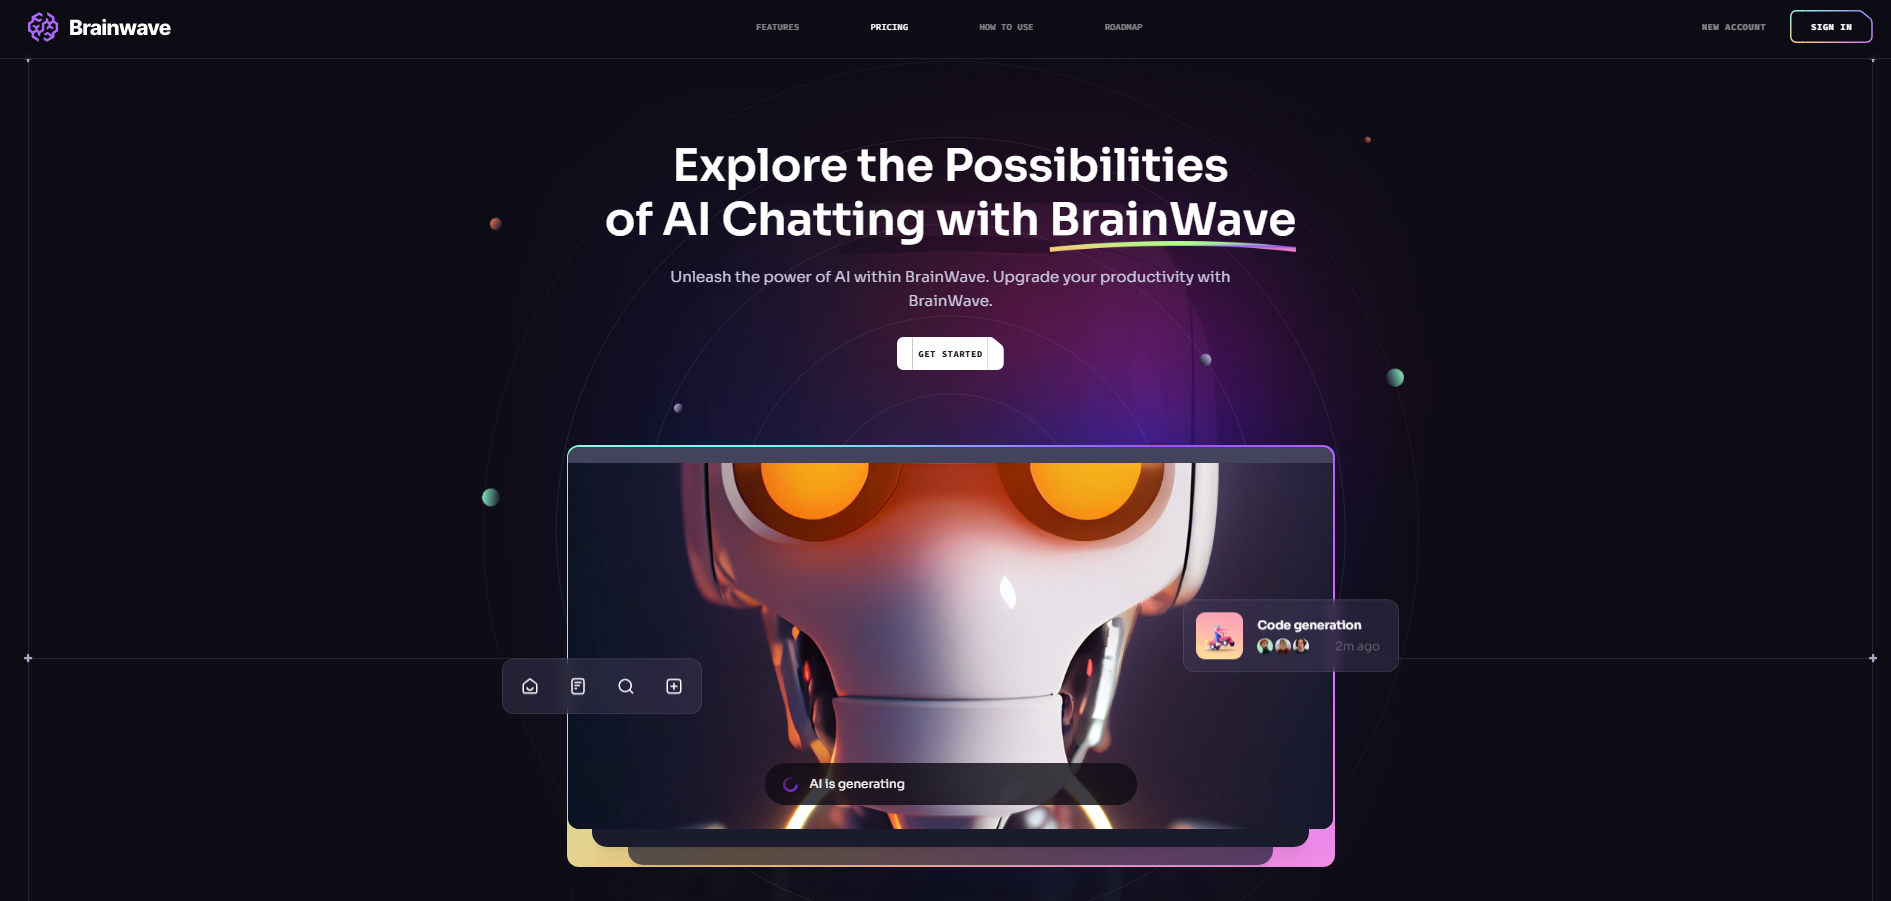 Brainwave
FEATURES
PRICING
HOW TO USE
ROADMAP
NEW ACCOUNT
SIGN IN
Explore the Possibilities
of AI Chatting with BrainWave
Unleash the power of AI within BrainWave. Upgrade your productivity with
BrainWave.
GET STARTED
Code generation
2m ago
AI is generating